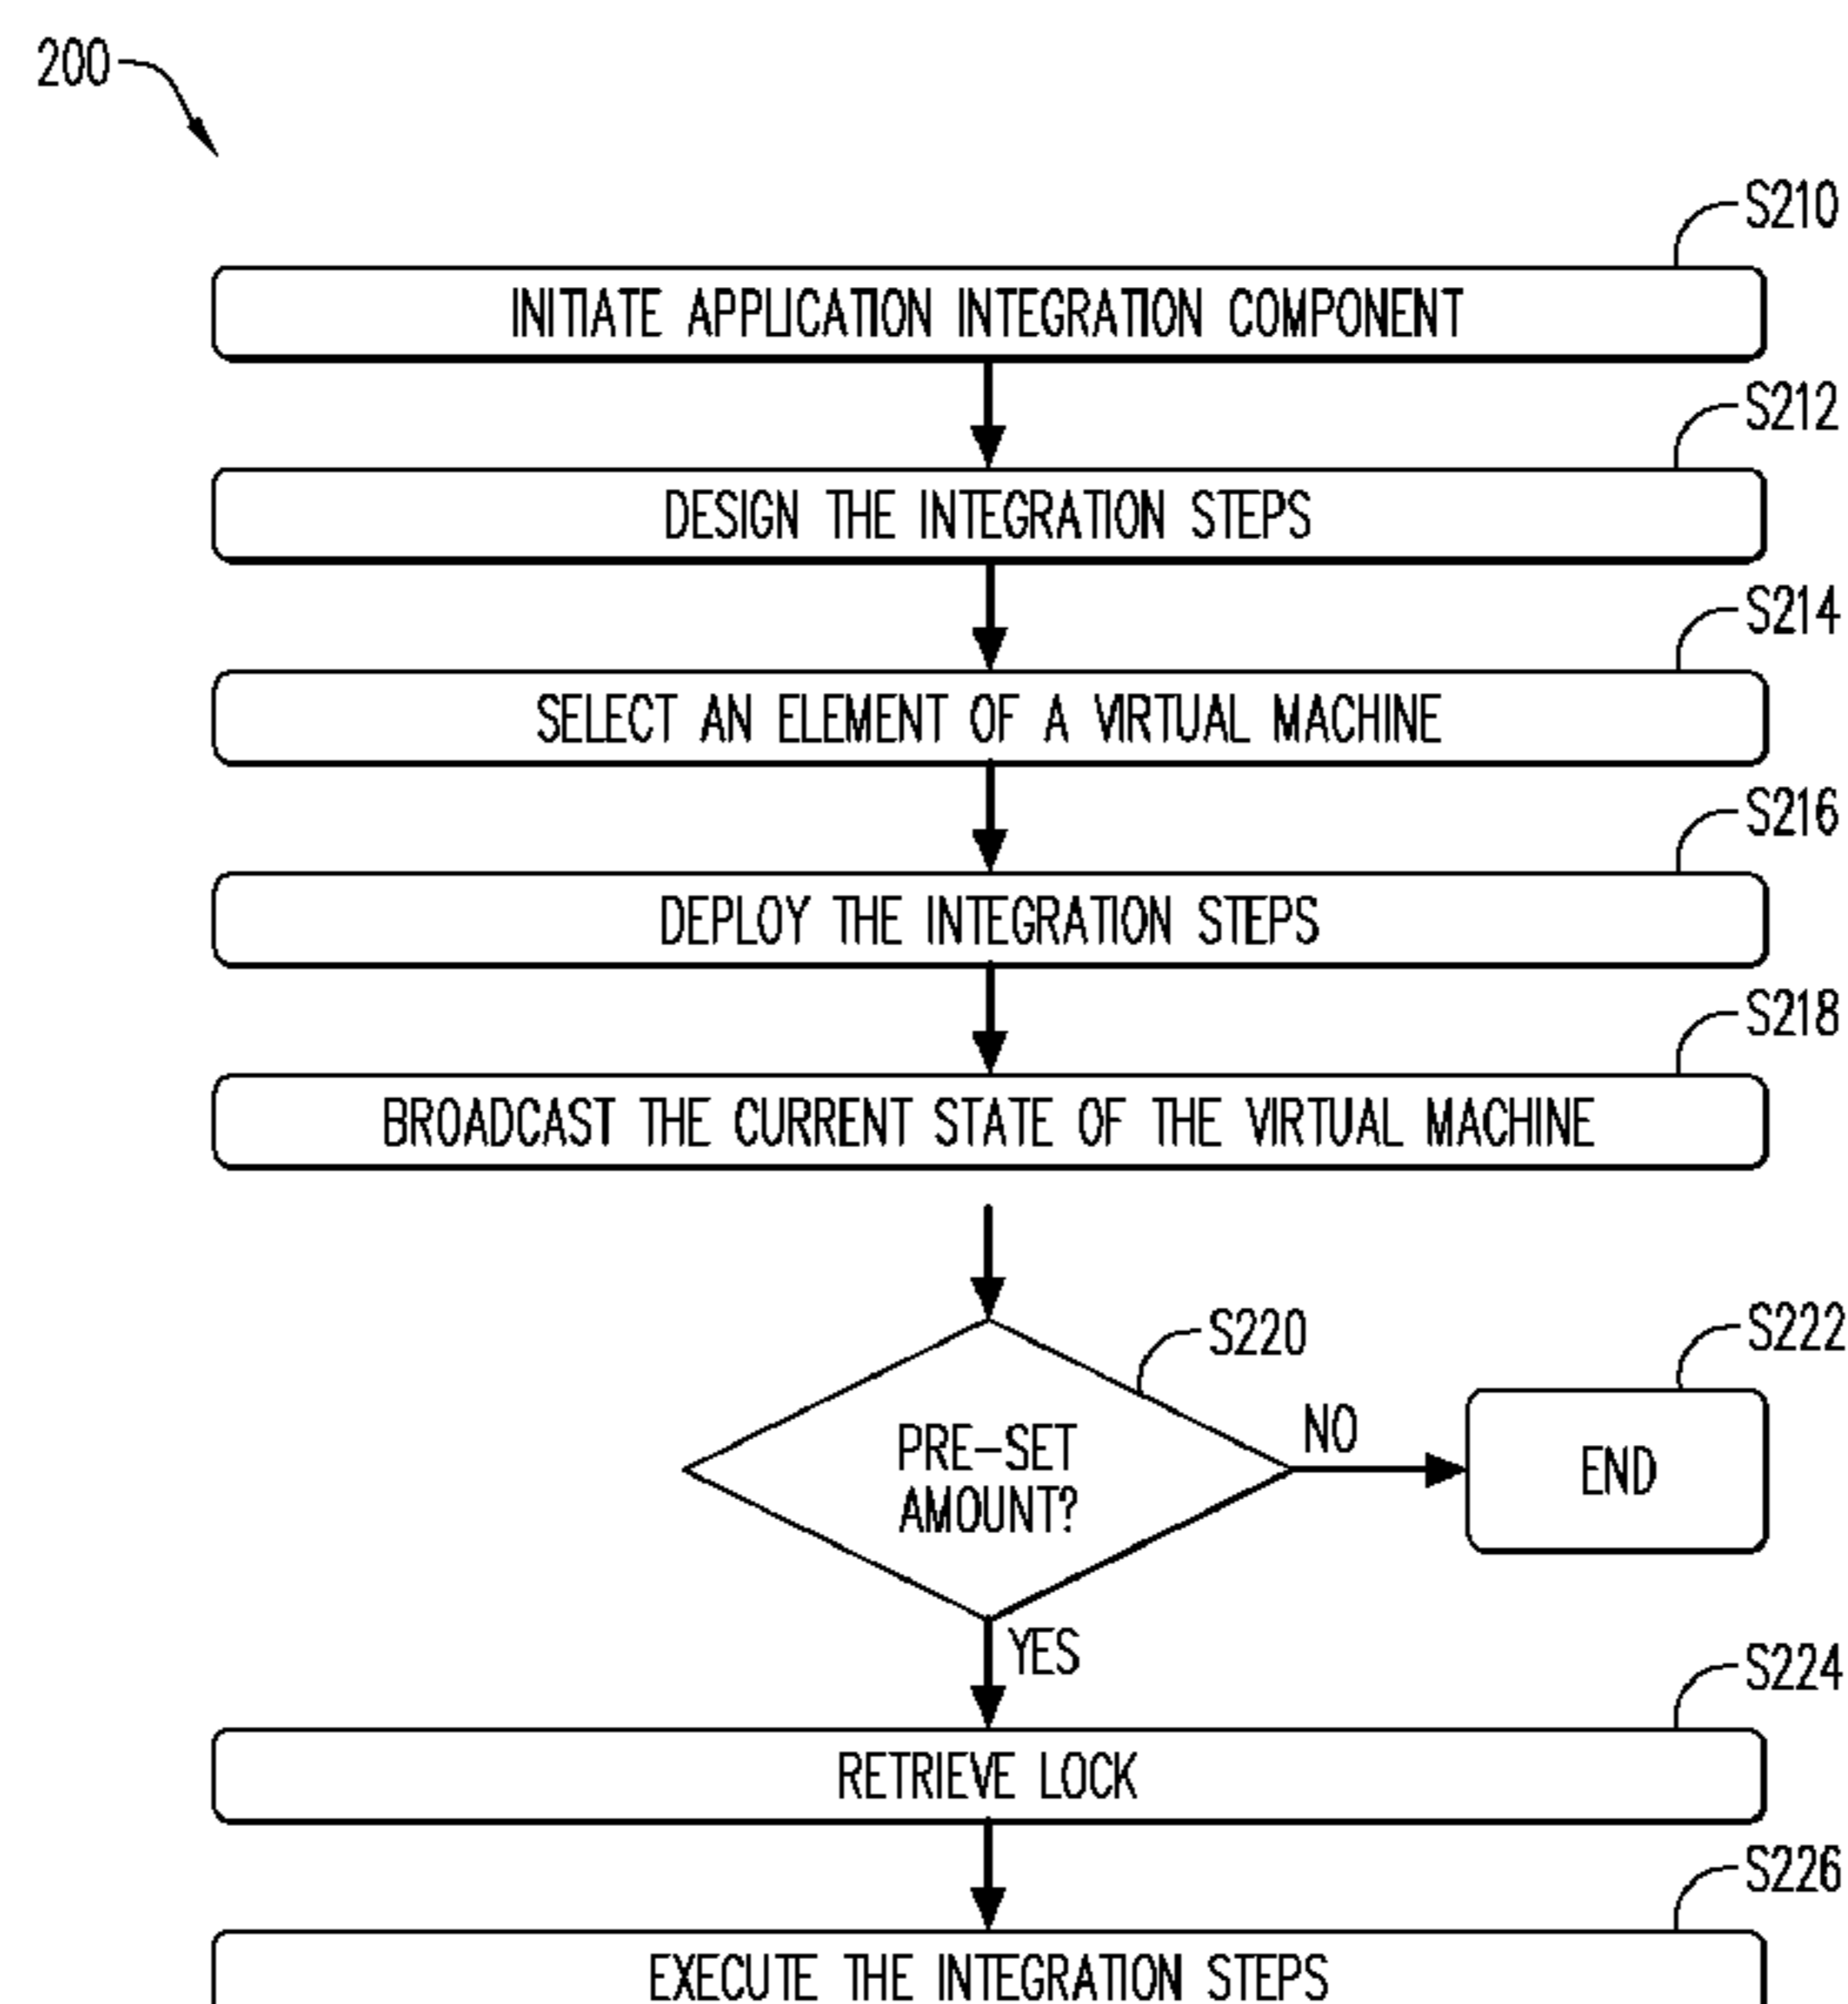 200
S210
INITIATE APPLICATION INTEGRATION COMPONENT
S212
DESIGN THE INTEGRATION STEPS
S214
SELECT AN ELEMENT OF A VIRTUAL MACHINE
S216
DEPLOY THE INTEGRATION STEPS
S218
BROADCAST THE CURRENT STATE OF THE VIRTUAL MACHINE
S220
PRE-SET
AMOUNT?
NO
S222
END
YES
S224
RETRIEVE LOCK
S226
EXECUTE THE INTEGRATION STEPS